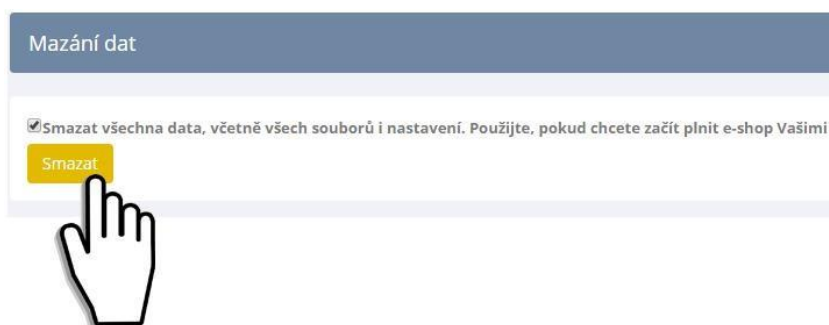 Mazání dat
Smazat všechna data, včetně všech souborů i nastavení. Použijte, pokud chcete začít plnit e-shop Vašimi
Smazat